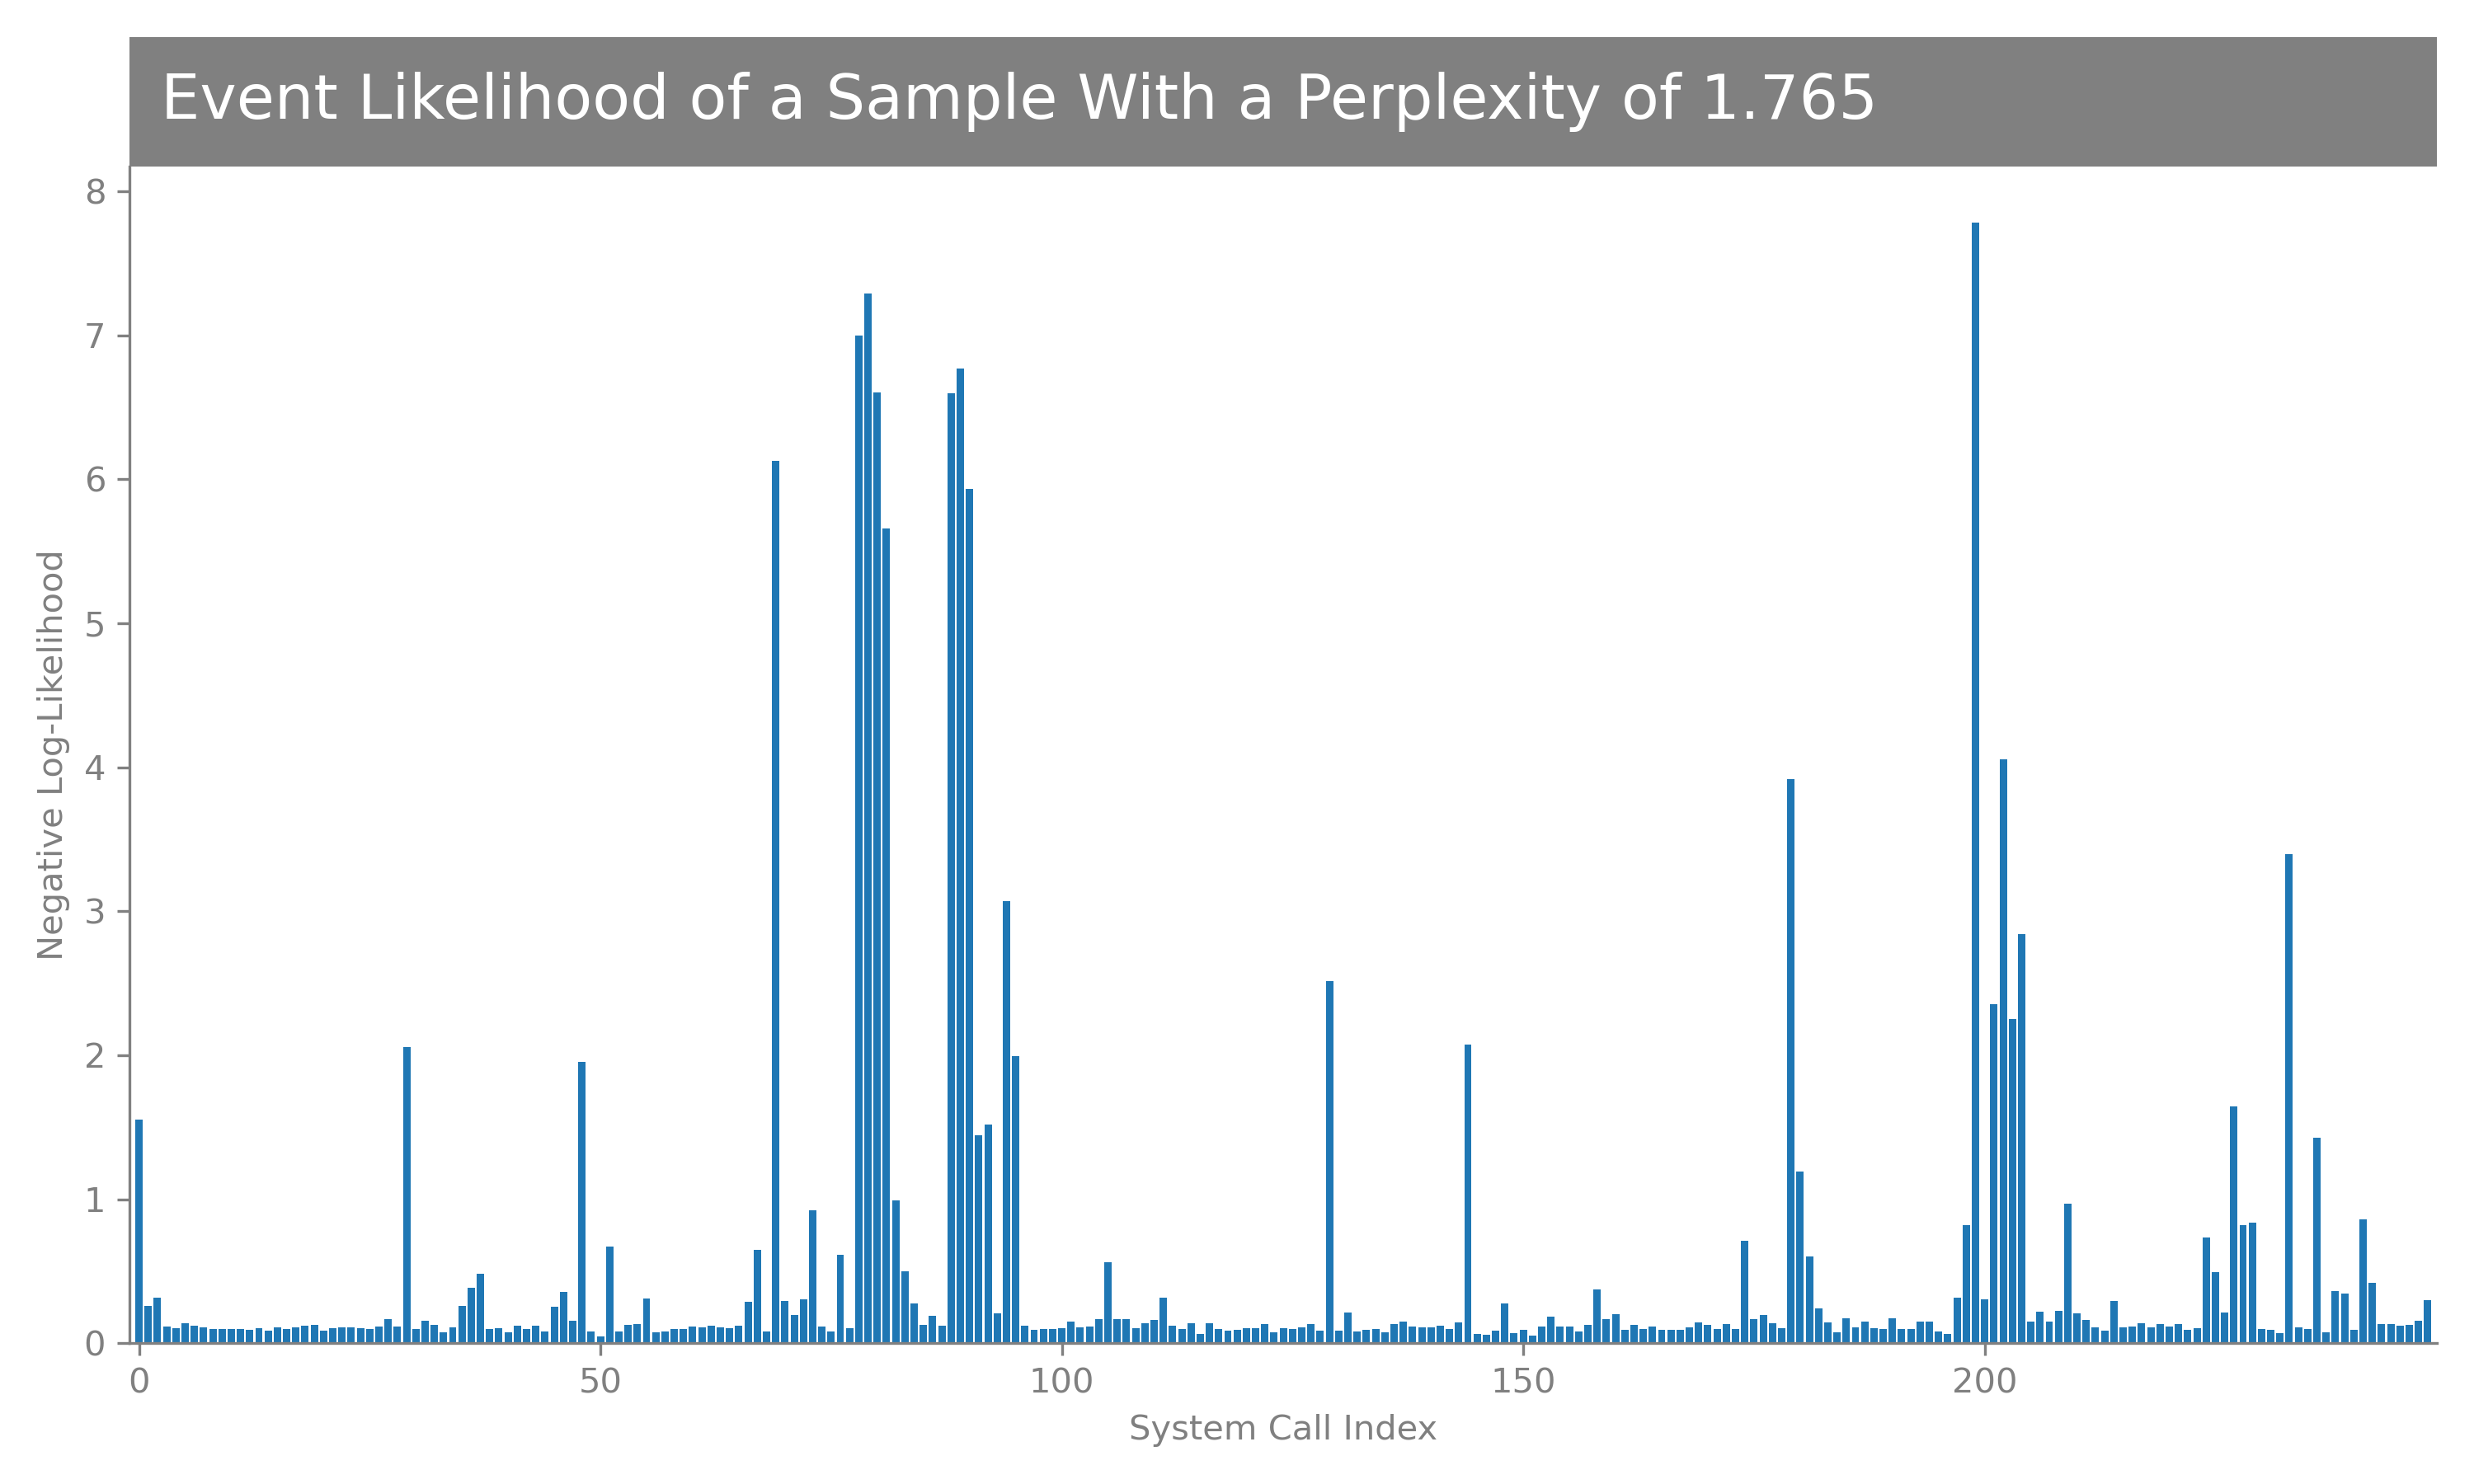 Event Likelihood of a Sample With a Perplexity of 1.765
8
7
6
5
4
3
2
1
0
Negative Log-Likelihood
0 50 100 150 200
System Call Index